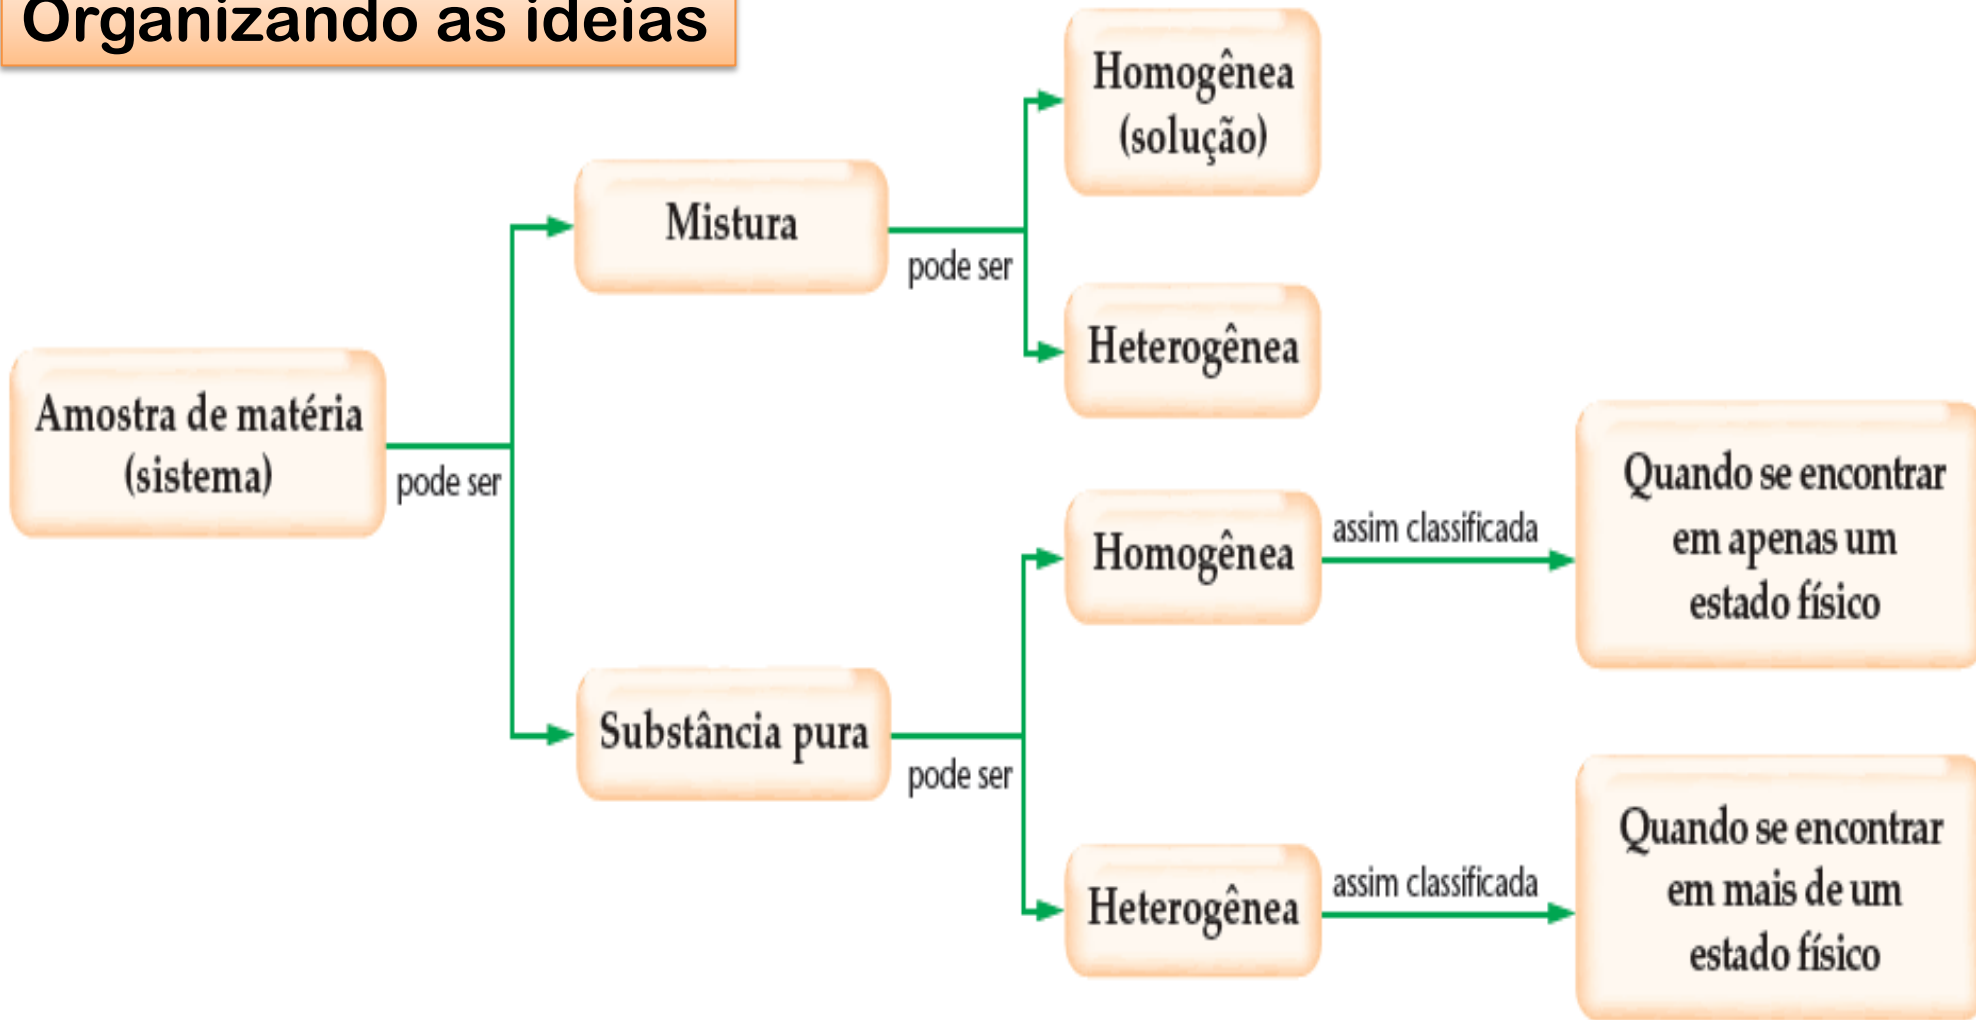 Organizando as ideias
Homogênea
(solução)
Mistura
pode ser
Heterogênea
Amostra de matéria
(sistema)
pode ser
Quando se encontrar
em apenas um
estado físico
Homogênea
assim classificada
Substância pura
pode ser
Heterogênea
assim classificada
Quando se encontrar
em mais de um
estado físico